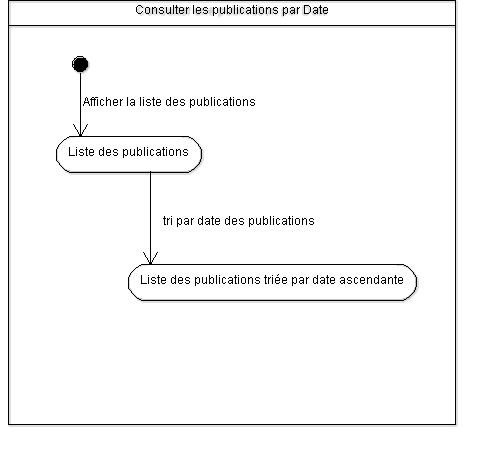 Consulter les publications par Date
Afficher la liste des publications
Liste des publications
tri par date des publications
Liste des publications triée par date ascendante